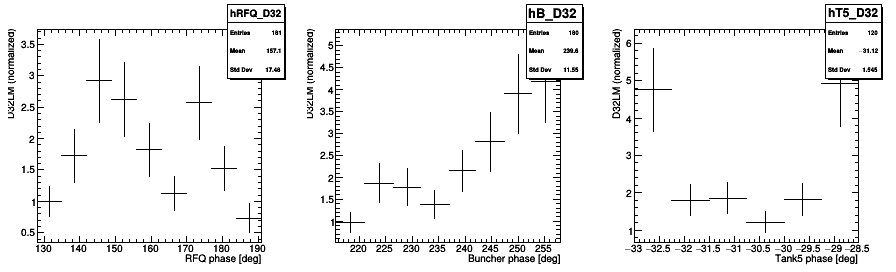 hRFQ_D32
Entries 181
Mean 157.1
Std Dev 17.46
D32LM (normalized)
3.5
3
2.5
2
1.5
1
0.5
130 140 150 160 170 180 190
RFQ phase [deg]
hB_D32
Entries 180
Mean 239.6
Std Dev 11.55
D32LM (normalized)
5
4.5
4
3.5
3
2.5
2
1.5
1
220 225 230 235 240 245 250 255
Buncher phase [deg]
hT5_D32
Entries 120
Mean -31.12
Std Dev 1.545
D32LM (normalized)
6
5
4
3
2
1
−33 −32.5 −32 −31.5 −31 −30.5 −30 −29.5 −29 −28.5
Tank5 phase [deg]